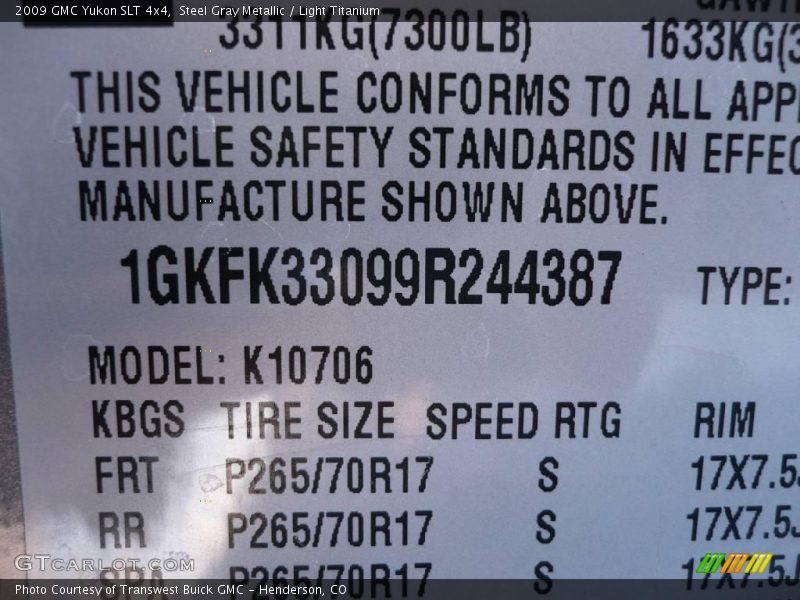 2009 GMC Yukon SLT 4x4, Steel Gray Metallic / Light Titanium
3311KG(7300LB) 1633KG(3
THIS VEHICLE CONFORMS TO ALL APPL
VEHICLE SAFETY STANDARDS IN EFFEC
MANUFACTURE SHOWN ABOVE.
1GKFK33099R244387 TYPE:
MODEL: K10706
KBGS TIRE SIZE SPEED RTG RIM
FRT P265/70R17 S 17X7.5J
RR P265/70R17 S 17X7.5J
SPA P265/70R17 S 17X7.5J
GTcarlot.com
Photo Courtesy of Transwest Buick GMC – Henderson, CO